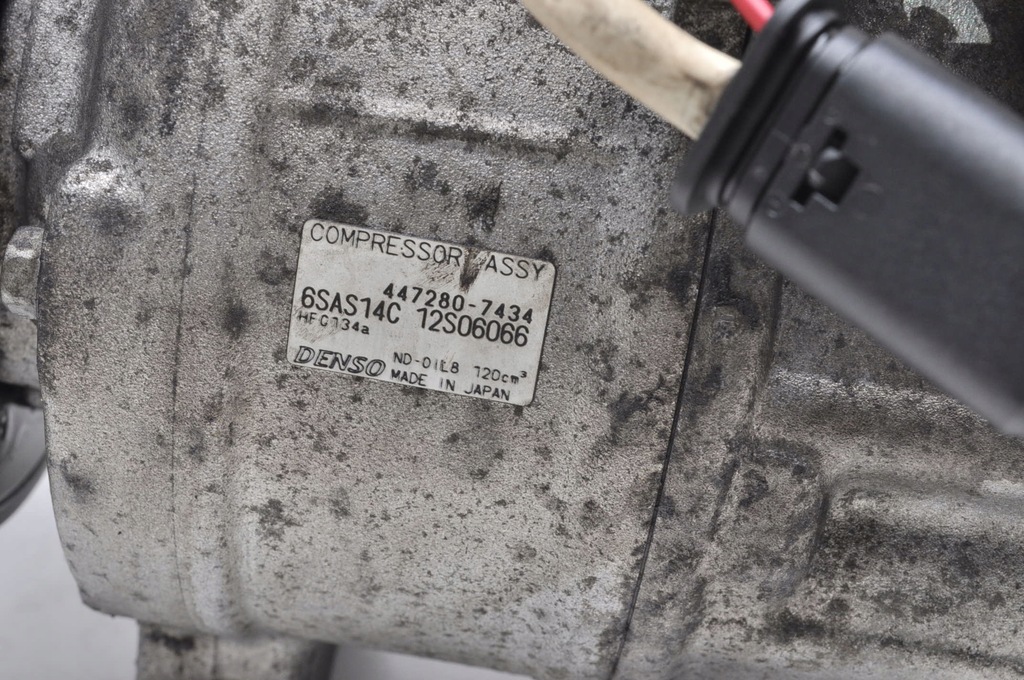 COMPRESSOR ASSY
447280-7434
6SAS14C 12S06066
HFC134a
DENSO ND-OIL8 120cm³
MADE IN JAPAN